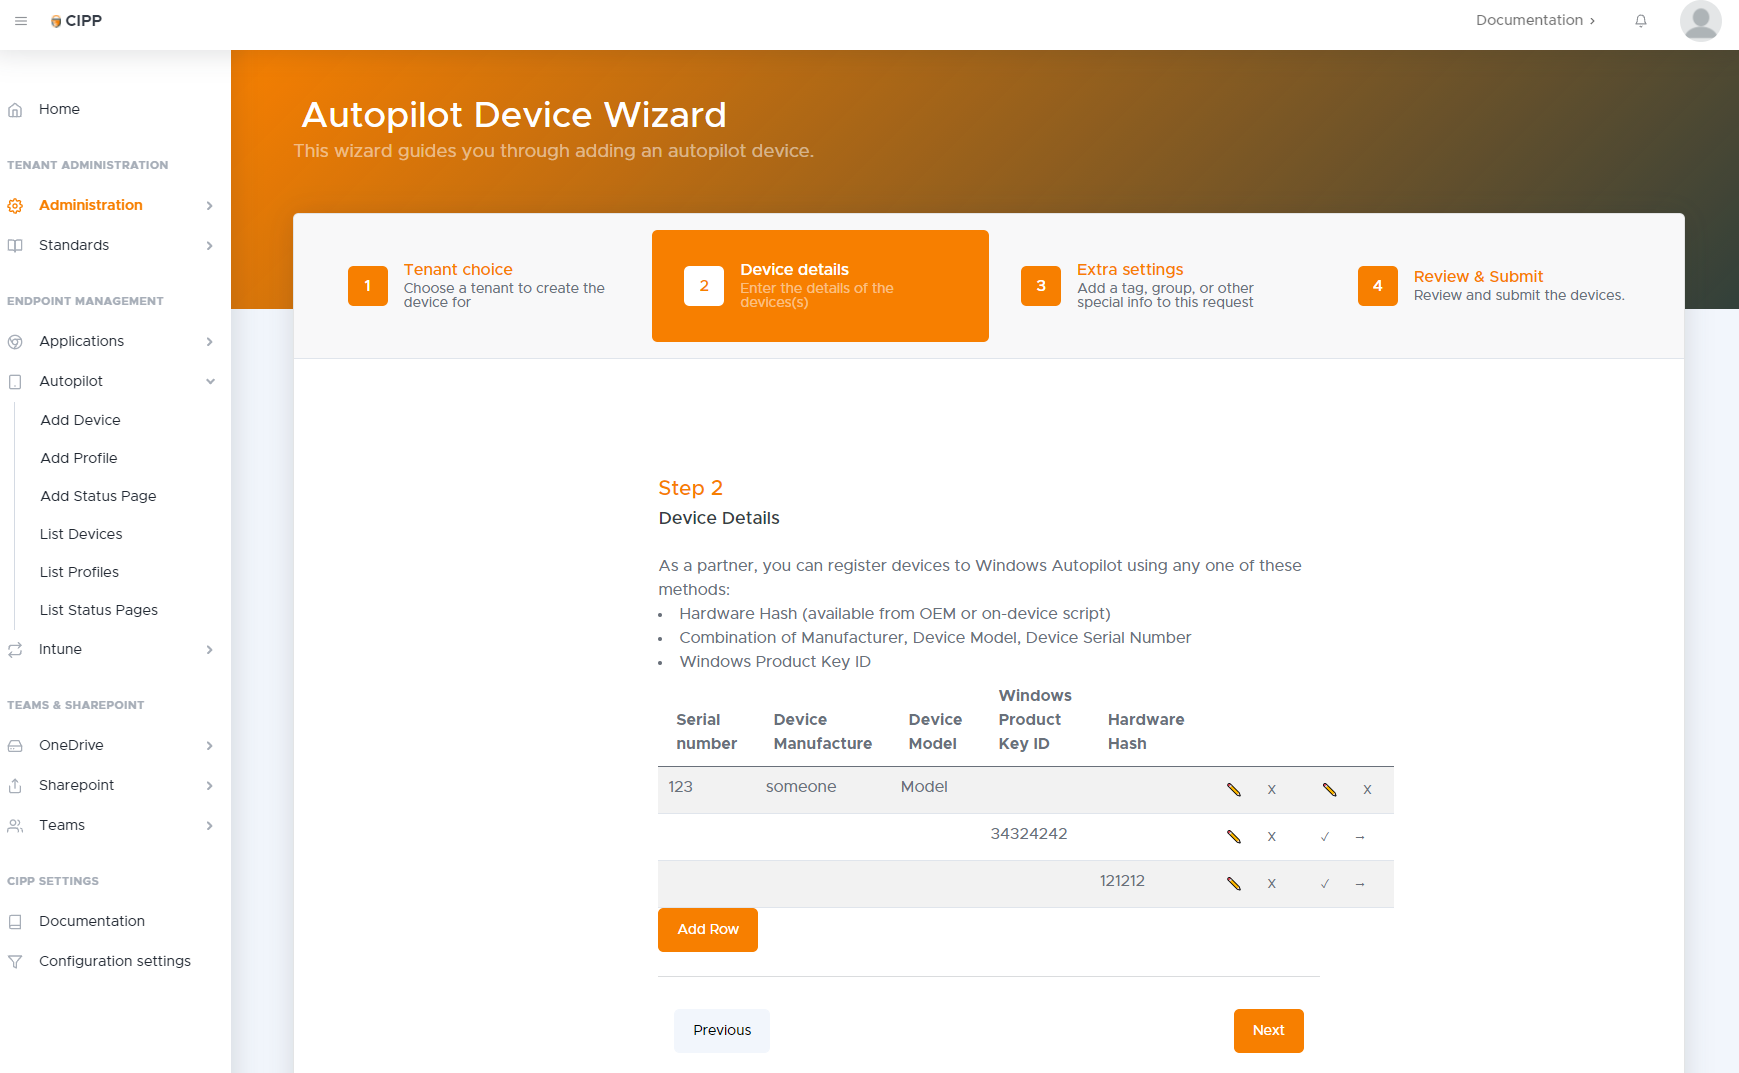 CIPP
Documentation ›
Home
TENANT ADMINISTRATION
Administration
Standards
ENDPOINT MANAGEMENT
Applications
Autopilot
Add Device
Add Profile
Add Status Page
List Devices
List Profiles
List Status Pages
Intune
TEAMS & SHAREPOINT
OneDrive
Sharepoint
Teams
CIPP SETTINGS
Documentation
Configuration settings
Autopilot Device Wizard
This wizard guides you through adding an autopilot device.
1
Tenant choice
Choose a tenant to create the
device for
2
Device details
Enter the details of the
devices(s)
3
Extra settings
Add a tag, group, or other
special info to this request
4
Review & Submit
Review and submit the devices.
Step 2
Device Details
As a partner, you can register devices to Windows Autopilot using any one of these
methods:
• Hardware Hash (available from OEM or on-device script)
• Combination of Manufacturer, Device Model, Device Serial Number
• Windows Product Key ID
Serial
number
Device
Manufacture
Device
Model
Windows
Product
Key ID
Hardware
Hash
123 someone Model X X
34324242 X ✓ →
121212 X ✓ →
Add Row
Previous
Next